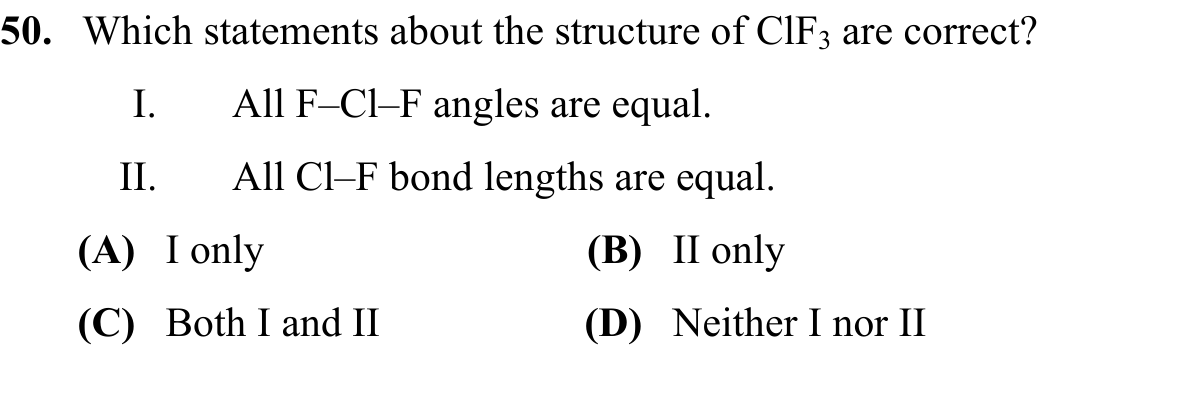 50. Which statements about the structure of ClF₃ are correct?
I. All F–Cl–F angles are equal.
II. All Cl–F bond lengths are equal.
(A) I only (B) II only
(C) Both I and II (D) Neither I nor II